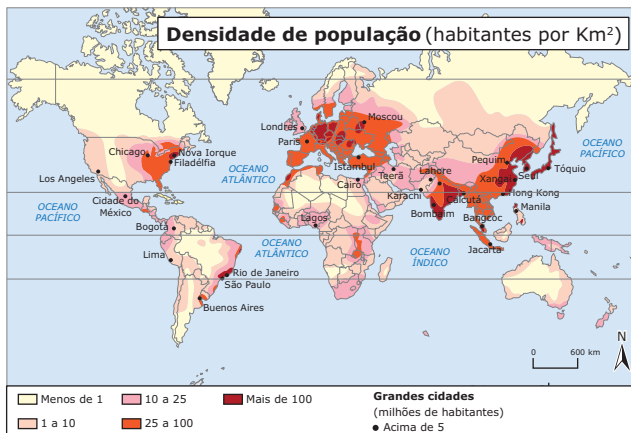 Densidade de população (habitantes por Km²)
Moscou
Londres
Paris
Chicago
Nova Iorque
Filadélfia
Los Angeles
OCEANO
ATLÂNTICO
Istambul
Cairo
Teerã
Lahore
Karachi
Calcutá
Bombaim
Pequim
Xangai
Seul
Tóquio
OCEANO
PACÍFICO
Hong Kong
Manila
Bancoc
Jacarta
OCEANO
PACÍFICO
Cidade do
México
Bogotá
Lima
Lagos
OCEANO
ATLÂNTICO
OCEANO
ÍNDICO
Rio de Janeiro
São Paulo
Buenos Aires
N
0 600 km
Menos de 1
10 a 25
Mais de 100
1 a 10
25 a 100
Grandes cidades
(milhões de habitantes)
Acima de 5